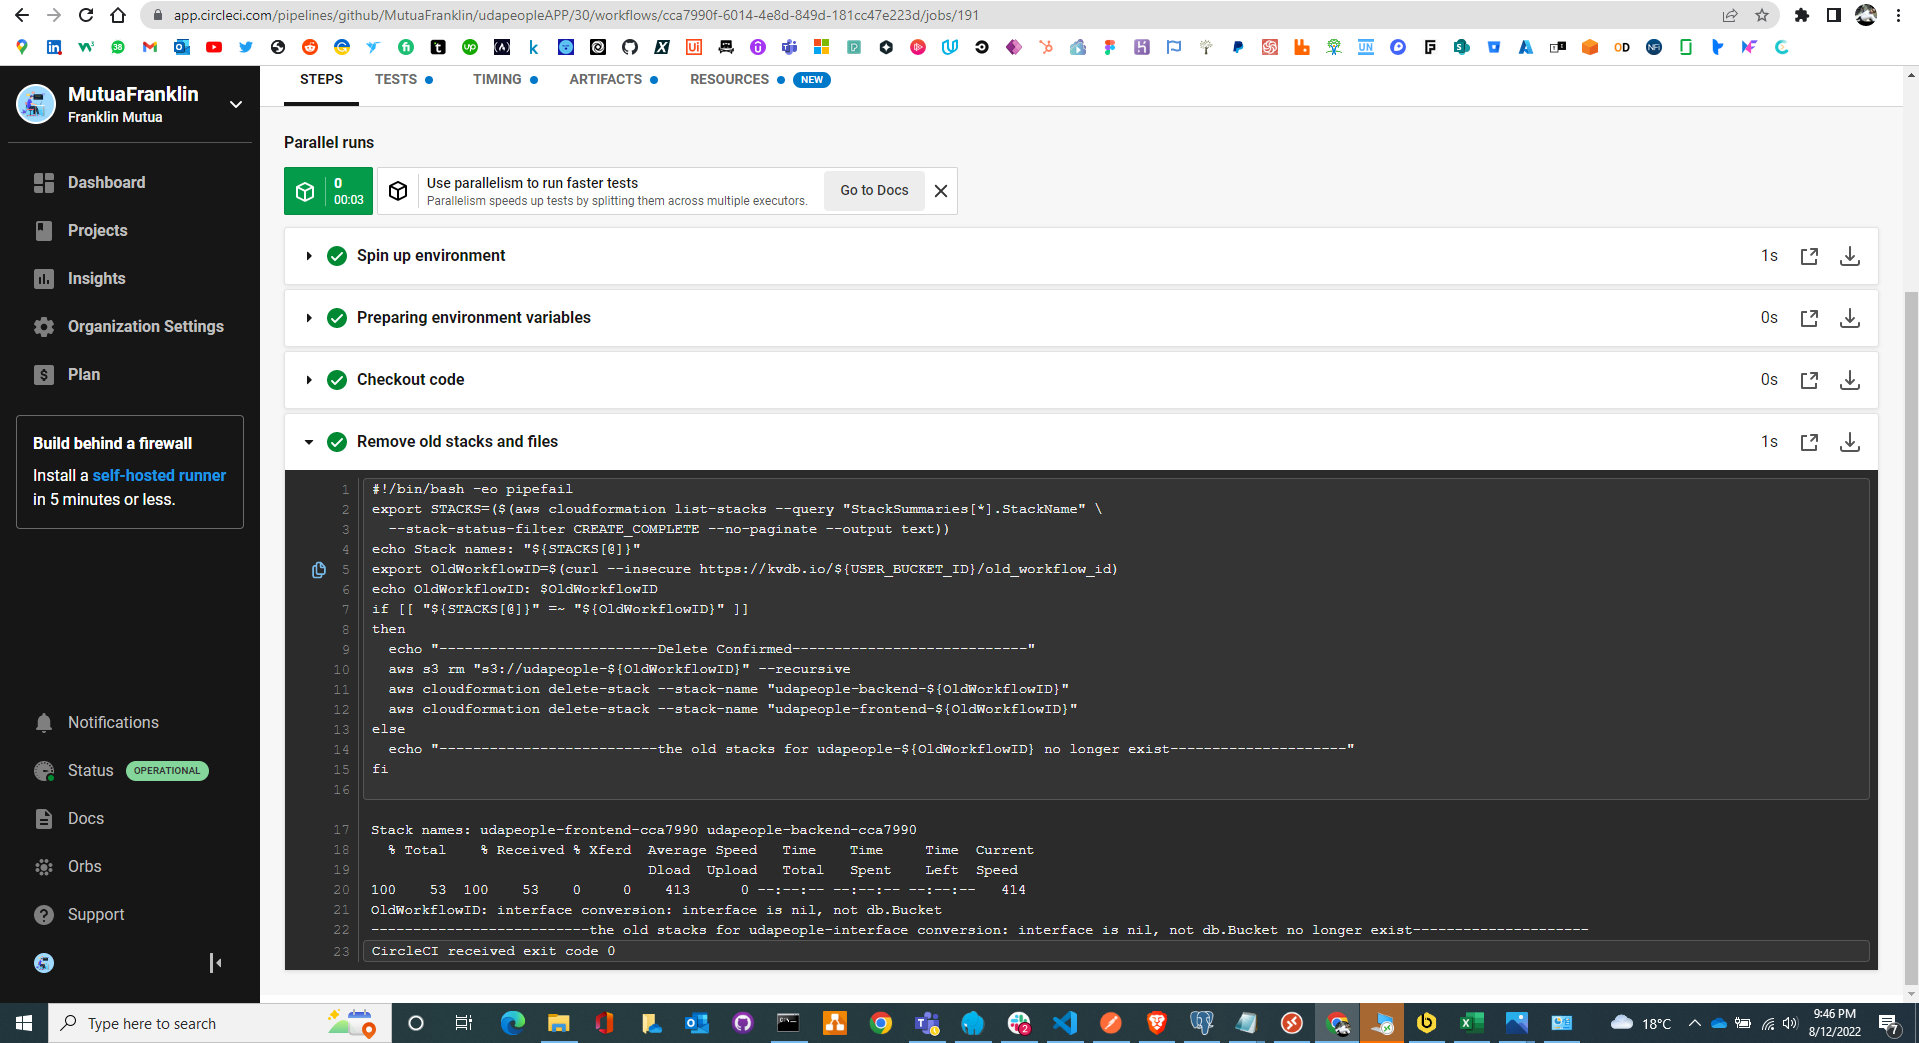 app.circleci.com/pipelines/github/MutuaFranklin/udapeopleAPP/30/workflows/cca7990f-6014-4e8d-849d-181cc47e223d/jobs/191
MutuaFranklin
Franklin Mutua
Dashboard
Projects
Insights
Organization Settings
Plan
Build behind a firewall
Install a self-hosted runner
in 5 minutes or less.
Notifications
Status OPERATIONAL
Docs
Orbs
Support
STEPS TESTS TIMING ARTIFACTS RESOURCES NEW
Parallel runs
0
00:03
Use parallelism to run faster tests
Parallelism speeds up tests by splitting them across multiple executors.
Go to Docs
Spin up environment 1s
Preparing environment variables 0s
Checkout code 0s
Remove old stacks and files 1s
1 #!/bin/bash -eo pipefail
2 export STACKS=($(aws cloudformation list-stacks --query "StackSummaries[*].StackName" \
3   --stack-status-filter CREATE_COMPLETE --no-paginate --output text))
4 echo Stack names: "${STACKS[@]}"
5 export OldWorkflowID=$(curl --insecure https://kvdb.io/${USER_BUCKET_ID}/old_workflow_id)
6 echo OldWorkflowID: $OldWorkflowID
7 if [[ "${STACKS[@]}" =~ "${OldWorkflowID}" ]]
8 then
9   echo "--------------------------Delete Confirmed----------------------------"
10   aws s3 rm "s3://udapeople-${OldWorkflowID}" --recursive
11   aws cloudformation delete-stack --stack-name "udapeople-backend-${OldWorkflowID}"
12   aws cloudformation delete-stack --stack-name "udapeople-frontend-${OldWorkflowID}"
13 else
14   echo "--------------------------the old stacks for udapeople-${OldWorkflowID} no longer exist---------------------"
15 fi
16
17 Stack names: udapeople-frontend-cca7990 udapeople-backend-cca7990
18   % Total    % Received % Xferd  Average Speed   Time    Time     Time  Current
19                                  Dload  Upload   Total   Spent    Left  Speed
20 100    53  100    53    0     0    413      0 --:--:-- --:--:-- --:--:--   414
21 OldWorkflowID: interface conversion: interface is nil, not db.Bucket
22 --------------------------the old stacks for udapeople-interface conversion: interface is nil, not db.Bucket no longer exist---------------------
23 CircleCI received exit code 0
Type here to search
18°C
9:46 PM
8/12/2022
7